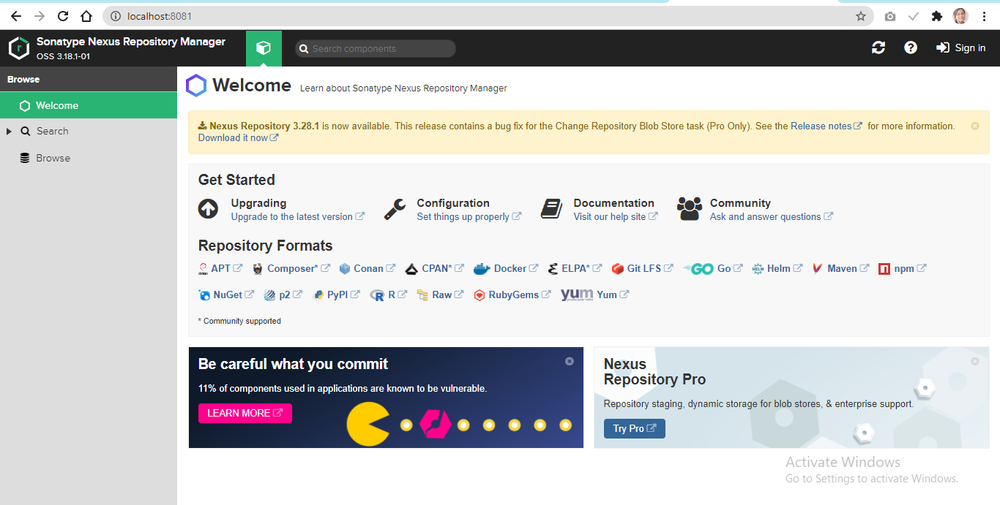 localhost:8081
Sonatype Nexus Repository Manager
OSS 3.18.1-01
Search components
Sign in
Browse
Welcome
Search
Browse
Welcome Learn about Sonatype Nexus Repository Manager
Nexus Repository 3.28.1 is now available. This release contains a bug fix for the Change Repository Blob Store task (Pro Only). See the Release notes for more information.
Download it now
Get Started
Upgrading
Upgrade to the latest version
Configuration
Set things up properly
Documentation
Visit our help site
Community
Ask and answer questions
Repository Formats
APT Composer* Conan CPAN* Docker ELPA* Git LFS GO Go HELM Helm Maven npm
NuGet p2 PyPI R R Raw RubyGems yum Yum
* Community supported
Be careful what you commit
11% of components used in applications are known to be vulnerable.
LEARN MORE
Nexus
Repository Pro
Repository staging, dynamic storage for blob stores, & enterprise support.
Try Pro
Activate Windows
Go to Settings to activate Windows.